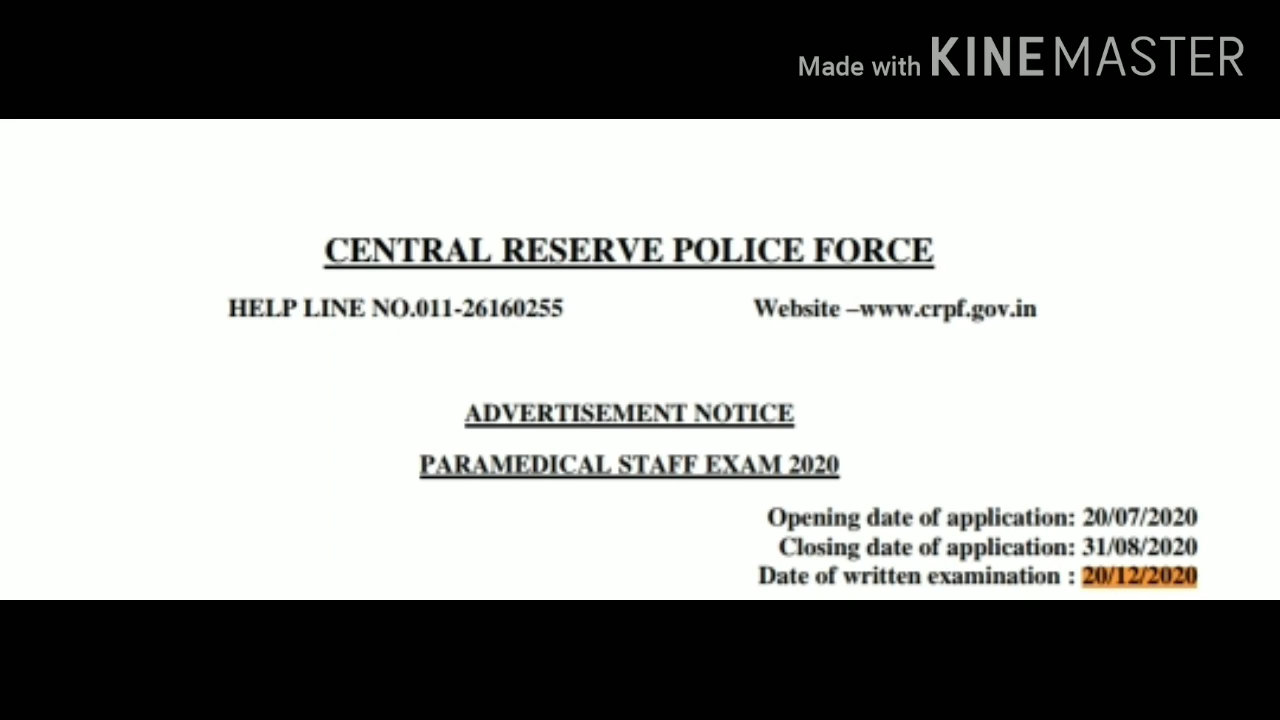 Made with KINEMASTER
CENTRAL RESERVE POLICE FORCE
HELP LINE NO.011-26160255 Website –www.crpf.gov.in
ADVERTISEMENT NOTICE
PARAMEDICAL STAFF EXAM 2020
Opening date of application: 20/07/2020
Closing date of application: 31/08/2020
Date of written examination : 20/12/2020